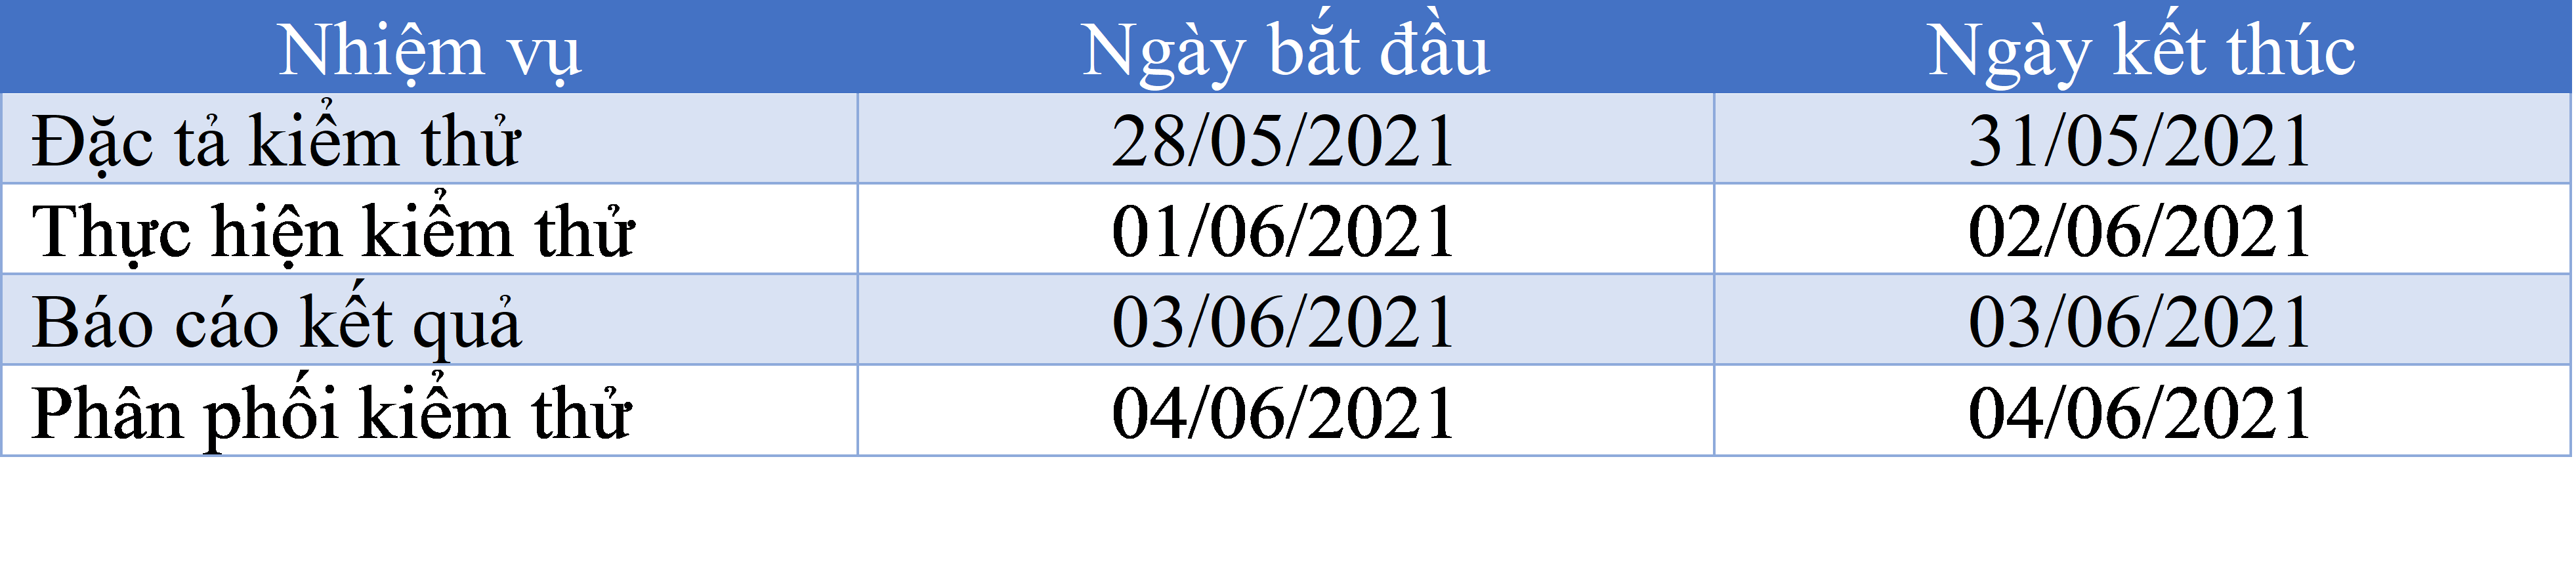 Nhiệm vụ Ngày bắt đầu Ngày kết thúc
Đặc tả kiểm thử 28/05/2021 31/05/2021
Thực hiện kiểm thử 01/06/2021 02/06/2021
Báo cáo kết quả 03/06/2021 03/06/2021
Phân phối kiểm thử 04/06/2021 04/06/2021